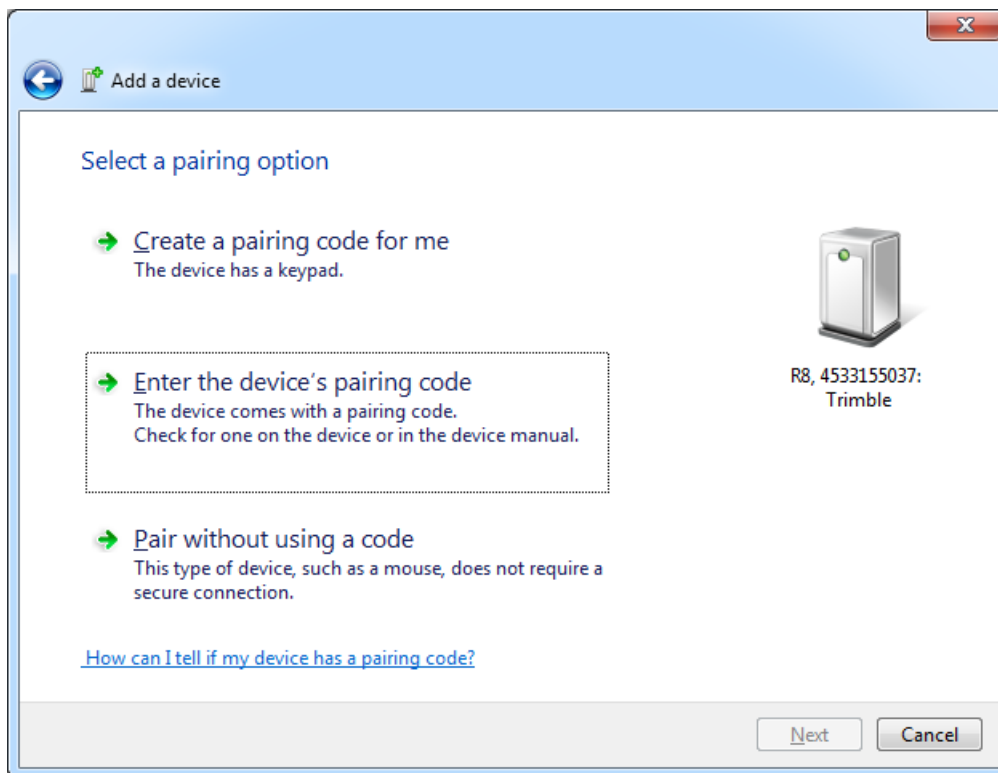 Add a device
Select a pairing option
Create a pairing code for me
The device has a keypad.
Enter the device's pairing code
The device comes with a pairing code.
Check for one on the device or in the device manual.
Pair without using a code
This type of device, such as a mouse, does not require a
secure connection.
How can I tell if my device has a pairing code?
R8, 4533155037:
Trimble
Next
Cancel